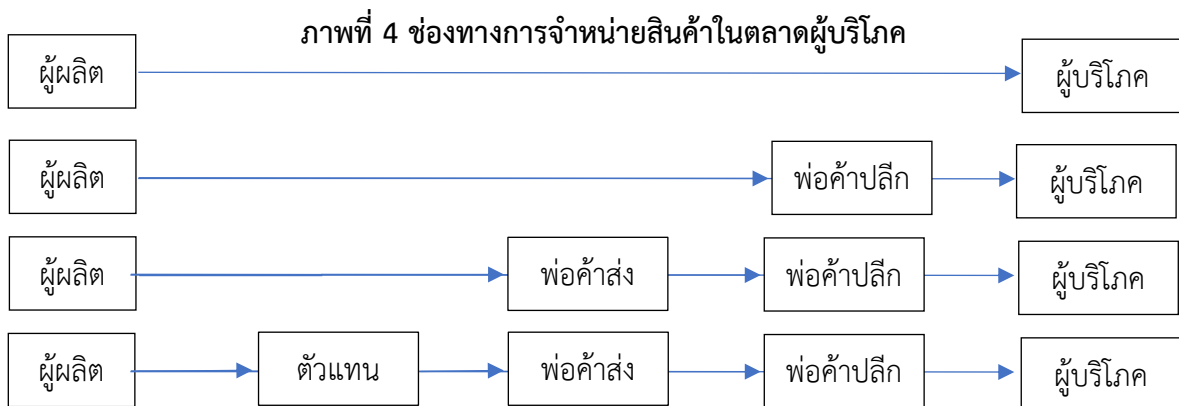 ภาพที่ 4 ช่องทางการจำหน่ายสินค้าในตลาดผู้บริโภค
ผู้ผลิต ผู้บริโภค
ผู้ผลิต พ่อค้าปลีก ผู้บริโภค
ผู้ผลิต พ่อค้าส่ง พ่อค้าปลีก ผู้บริโภค
ผู้ผลิต ตัวแทน พ่อค้าส่ง พ่อค้าปลีก ผู้บริโภค